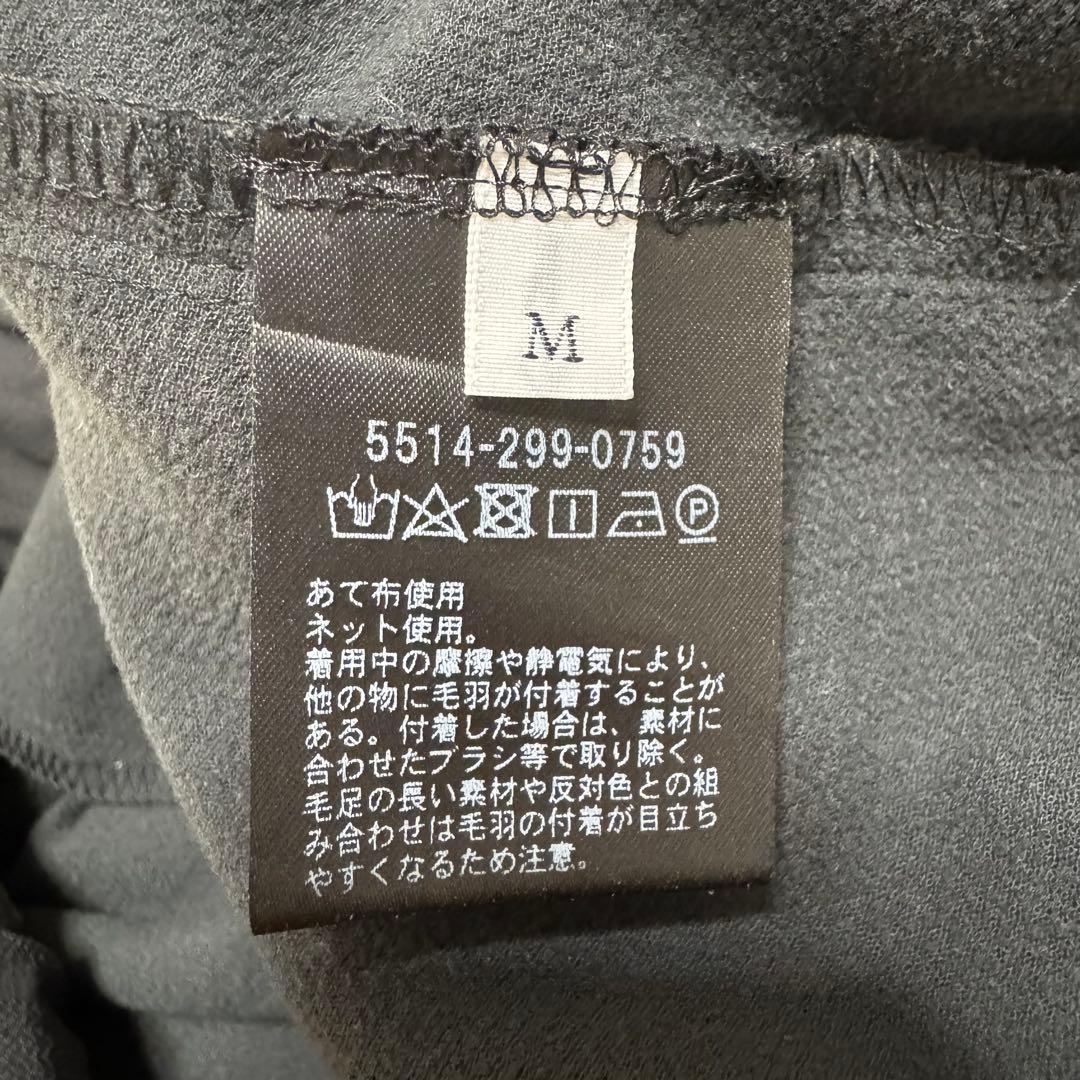 M
5514-299-0759
P
あて布使用
ネット使用。
着用中の摩擦や静電気により、
他の物に毛羽が付着することが
ある。付着した場合は、素材に
合わせたブラシ等で取り除く。
毛足の長い素材や反対色との組
み合わせは毛羽の付着が目立ち
やすくなるため注意。